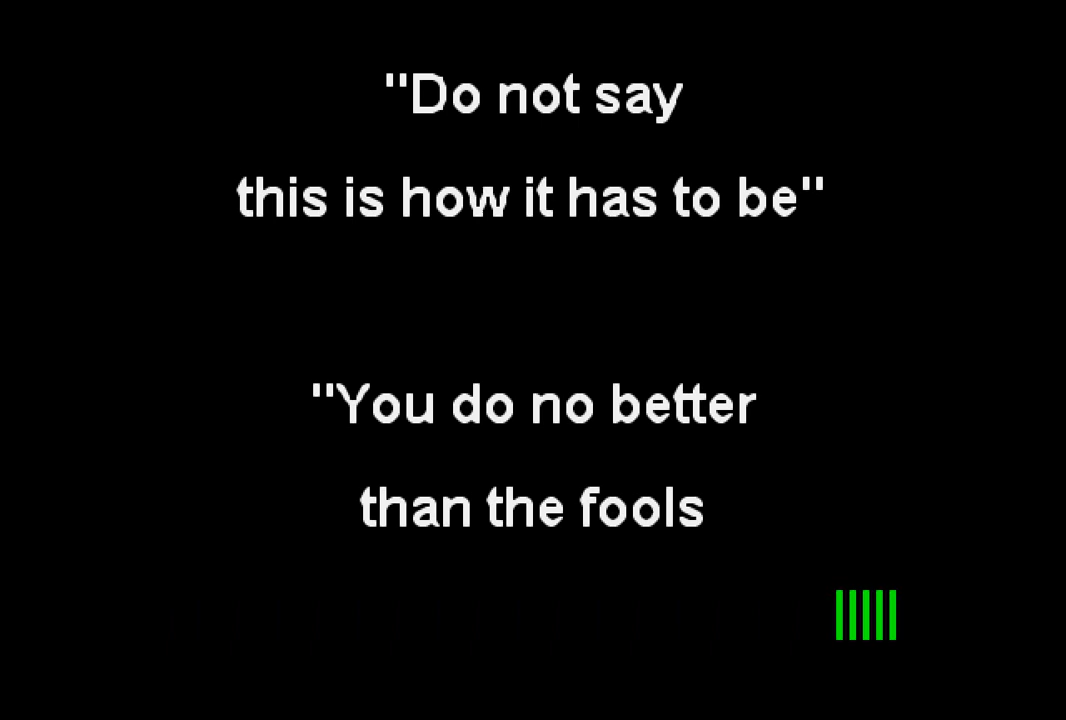 "Do not say
this is how it has to be"
"You do no better
than the fools